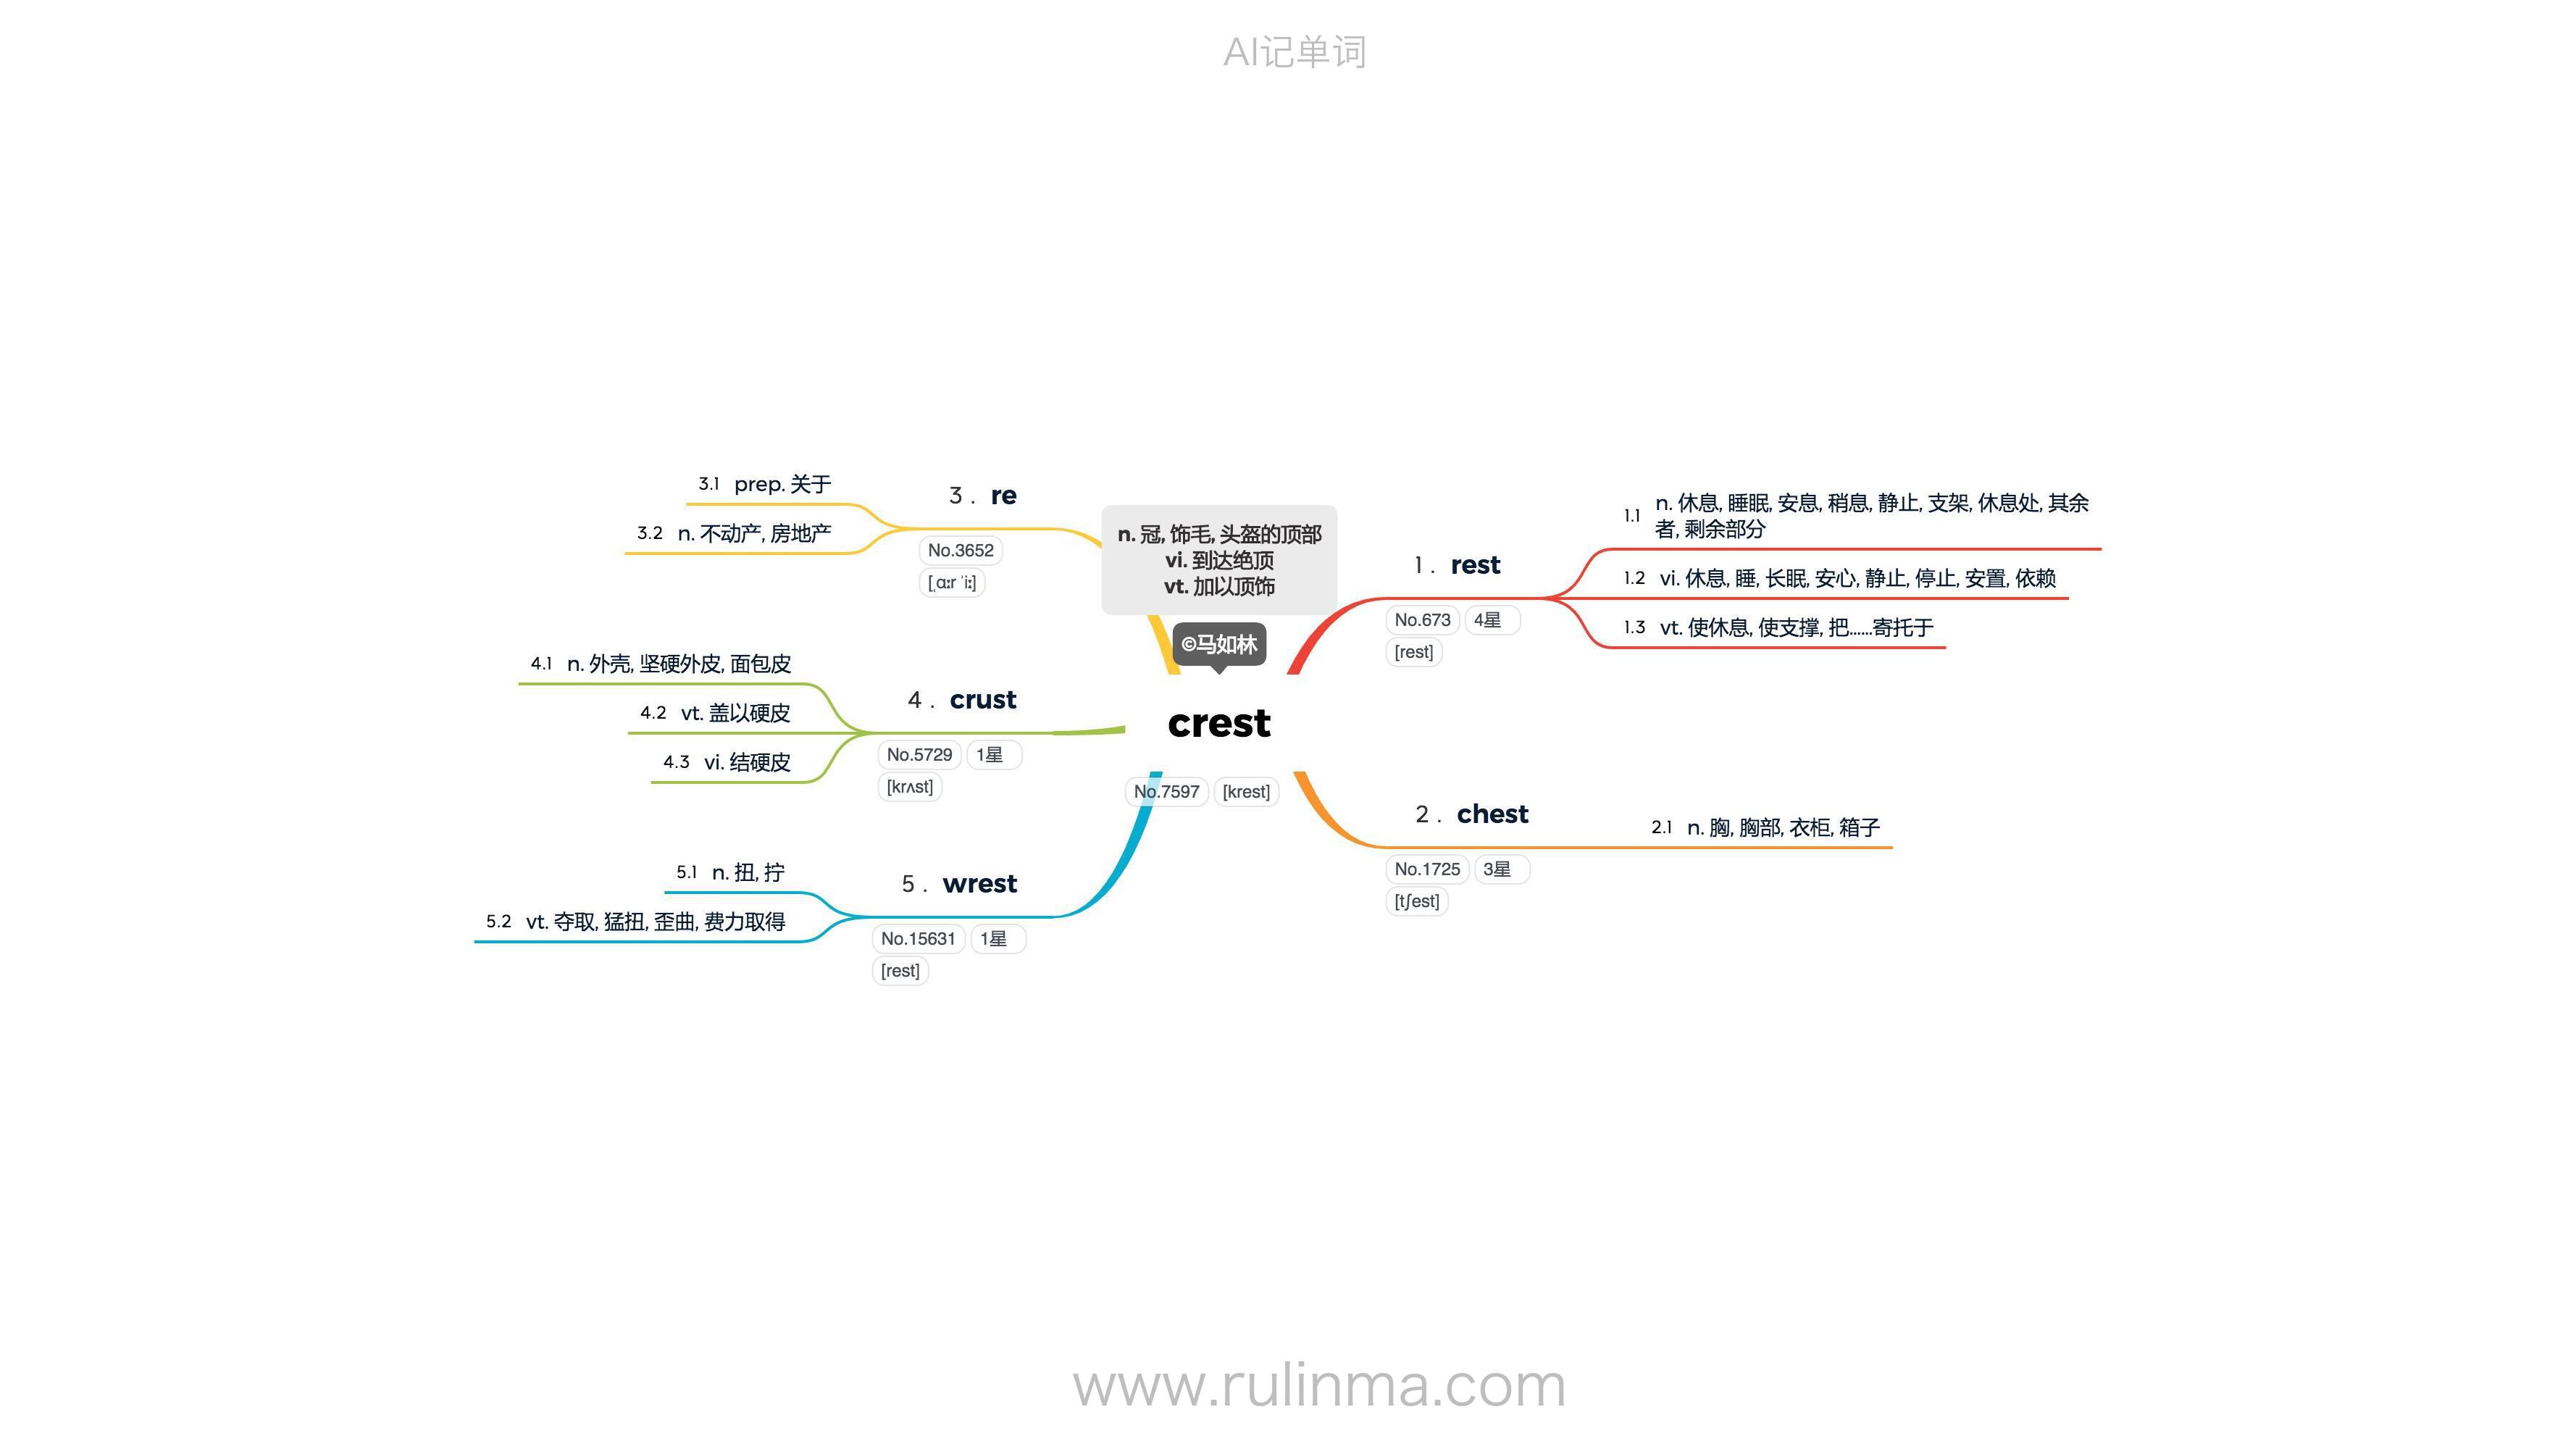 AI记单词
n. 冠, 饰毛, 头盔的顶部
vi. 到达绝顶
vt. 加以顶饰
©马如林
crest
No.7597 [krest]
1 . rest
No.673 4星
[rest]
1.1 n. 休息, 睡眠, 安息, 稍息, 静止, 支架, 休息处, 其余
者, 剩余部分
1.2 vi. 休息, 睡, 长眠, 安心, 静止, 停止, 安置, 依赖
1.3 vt. 使休息, 使支撑, 把......寄托于
2 . chest
No.1725 3星
[tʃest]
2.1 n. 胸, 胸部, 衣柜, 箱子
3 . re
No.3652
[ˌɑːr ˈiː]
3.1 prep. 关于
3.2 n. 不动产, 房地产
4 . crust
No.5729 1星
[krʌst]
4.1 n. 外壳, 坚硬外皮, 面包皮
4.2 vt. 盖以硬皮
4.3 vi. 结硬皮
5 . wrest
No.15631 1星
[rest]
5.1 n. 扭, 拧
5.2 vt. 夺取, 猛扭, 歪曲, 费力取得
www.rulinma.com